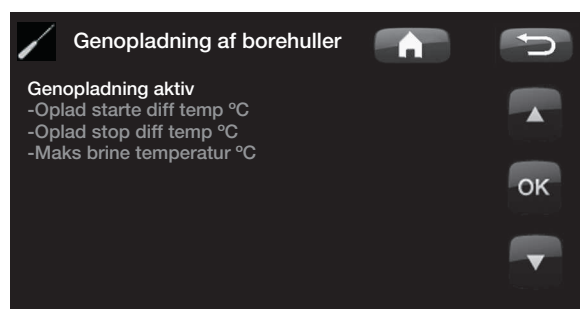 Genopladning af borehuller
Genopladning aktiv
-Oplad starte diff temp ºC
-Oplad stop diff temp ºC
-Maks brine temperatur ºC
OK